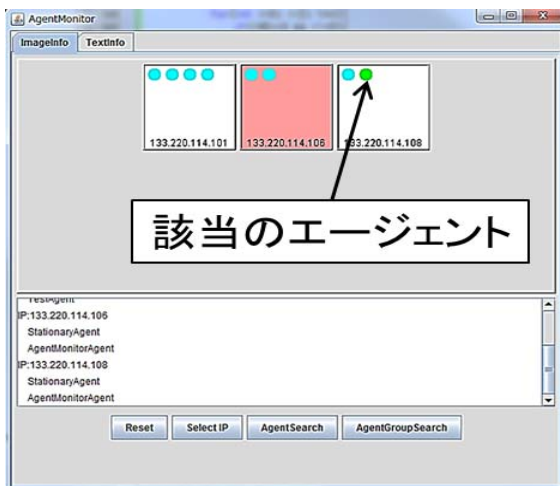 AgentMonitor
ImageInfo TextInfo
133.220.114.101 133.220.114.106 133.220.114.108
該当のエージェント
TestAgent
IP:133.220.114.106
StationaryAgent
AgentMonitorAgent
IP:133.220.114.108
StationaryAgent
AgentMonitorAgent
Reset Select IP AgentSearch AgentGroupSearch